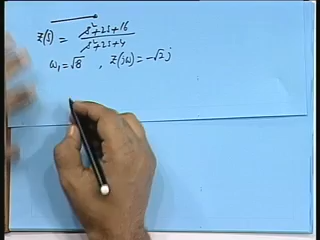 Z(s) = (s²+2s+16)/(s²+2s+4)
ω₁ = √8 , Z(jω₁) = -√2 j